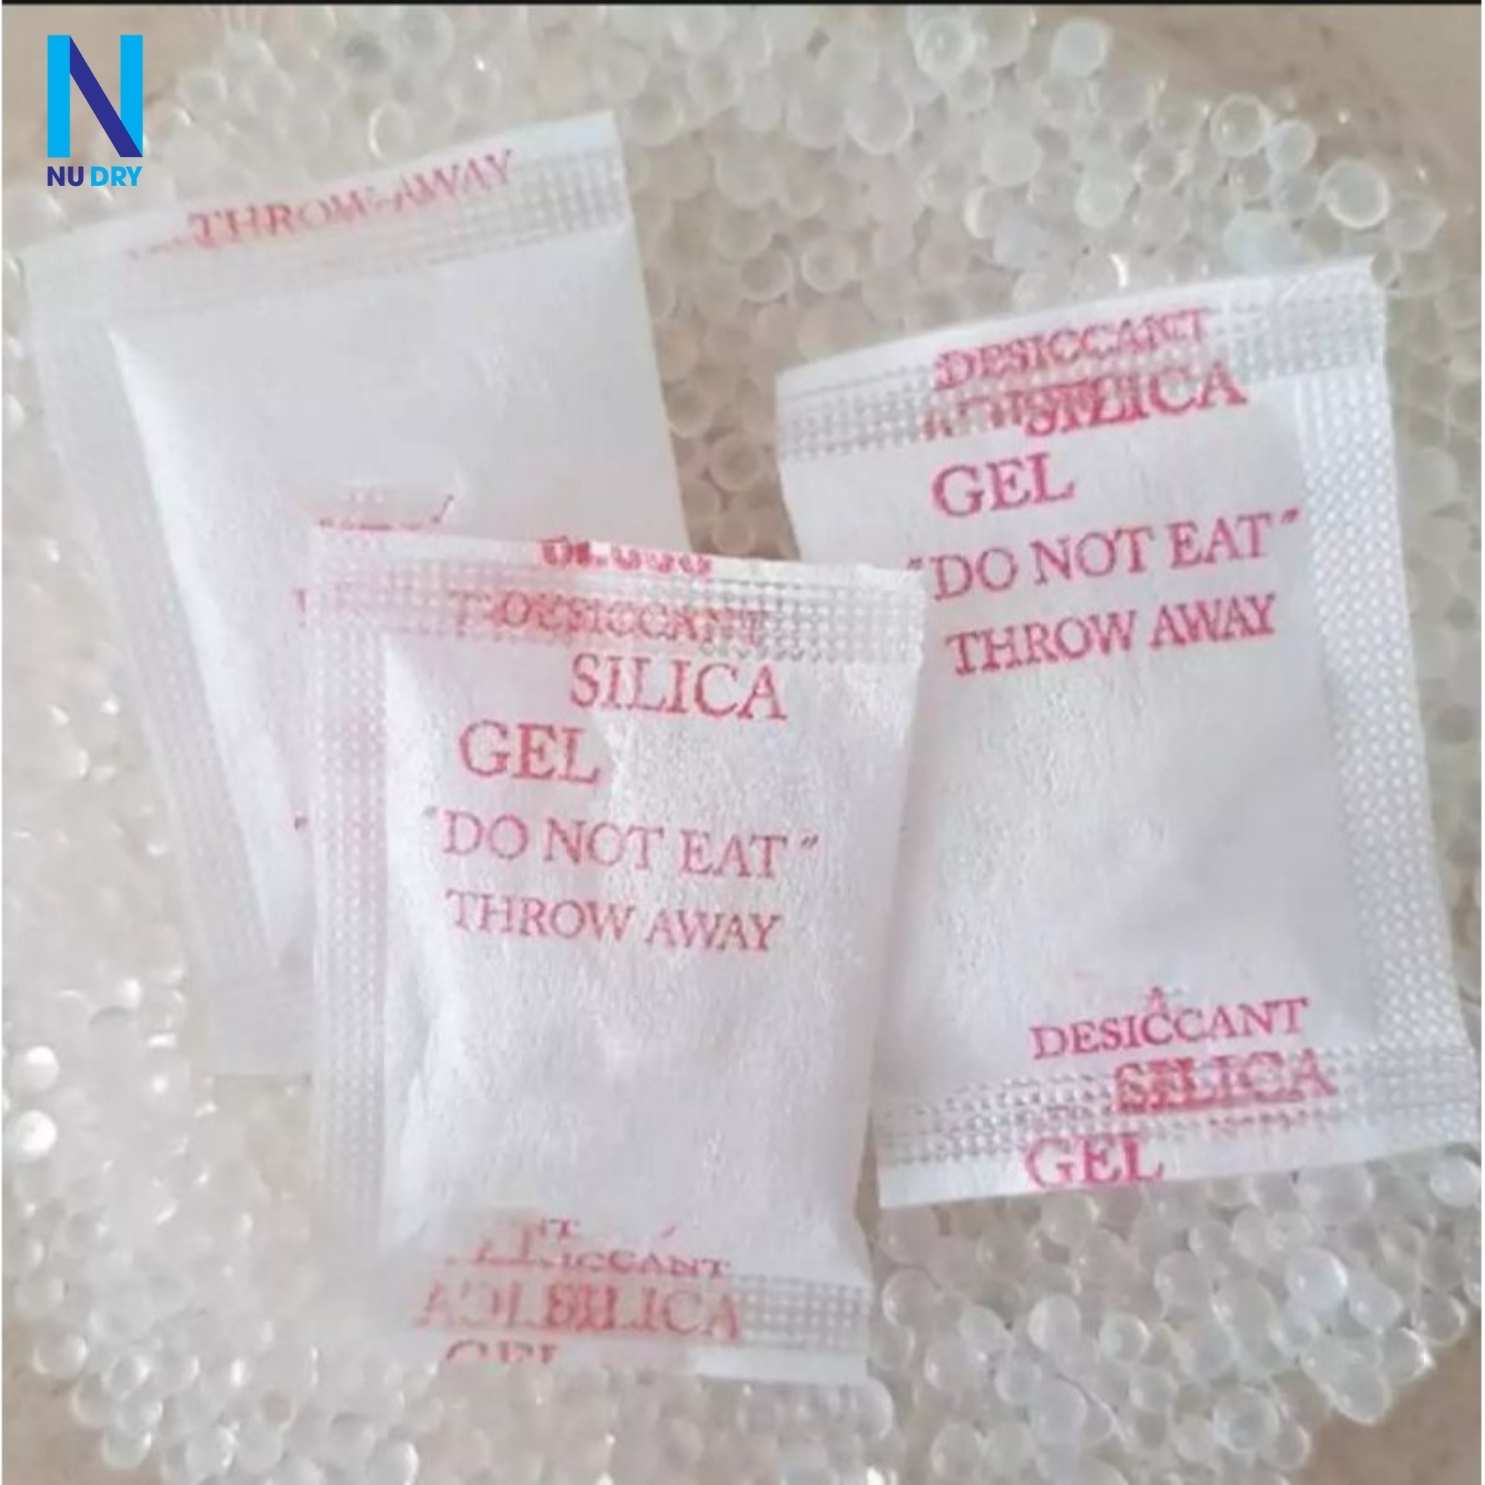 N
NU DRY
THROW AWAY
DESICCANT
SILICA
GEL
"DO NOT EAT"
THROW AWAY
DESICCANT
SILICA
GEL
DESICCANT
SILICA
GEL
"DO NOT EAT"
THROW AWAY
SILICA